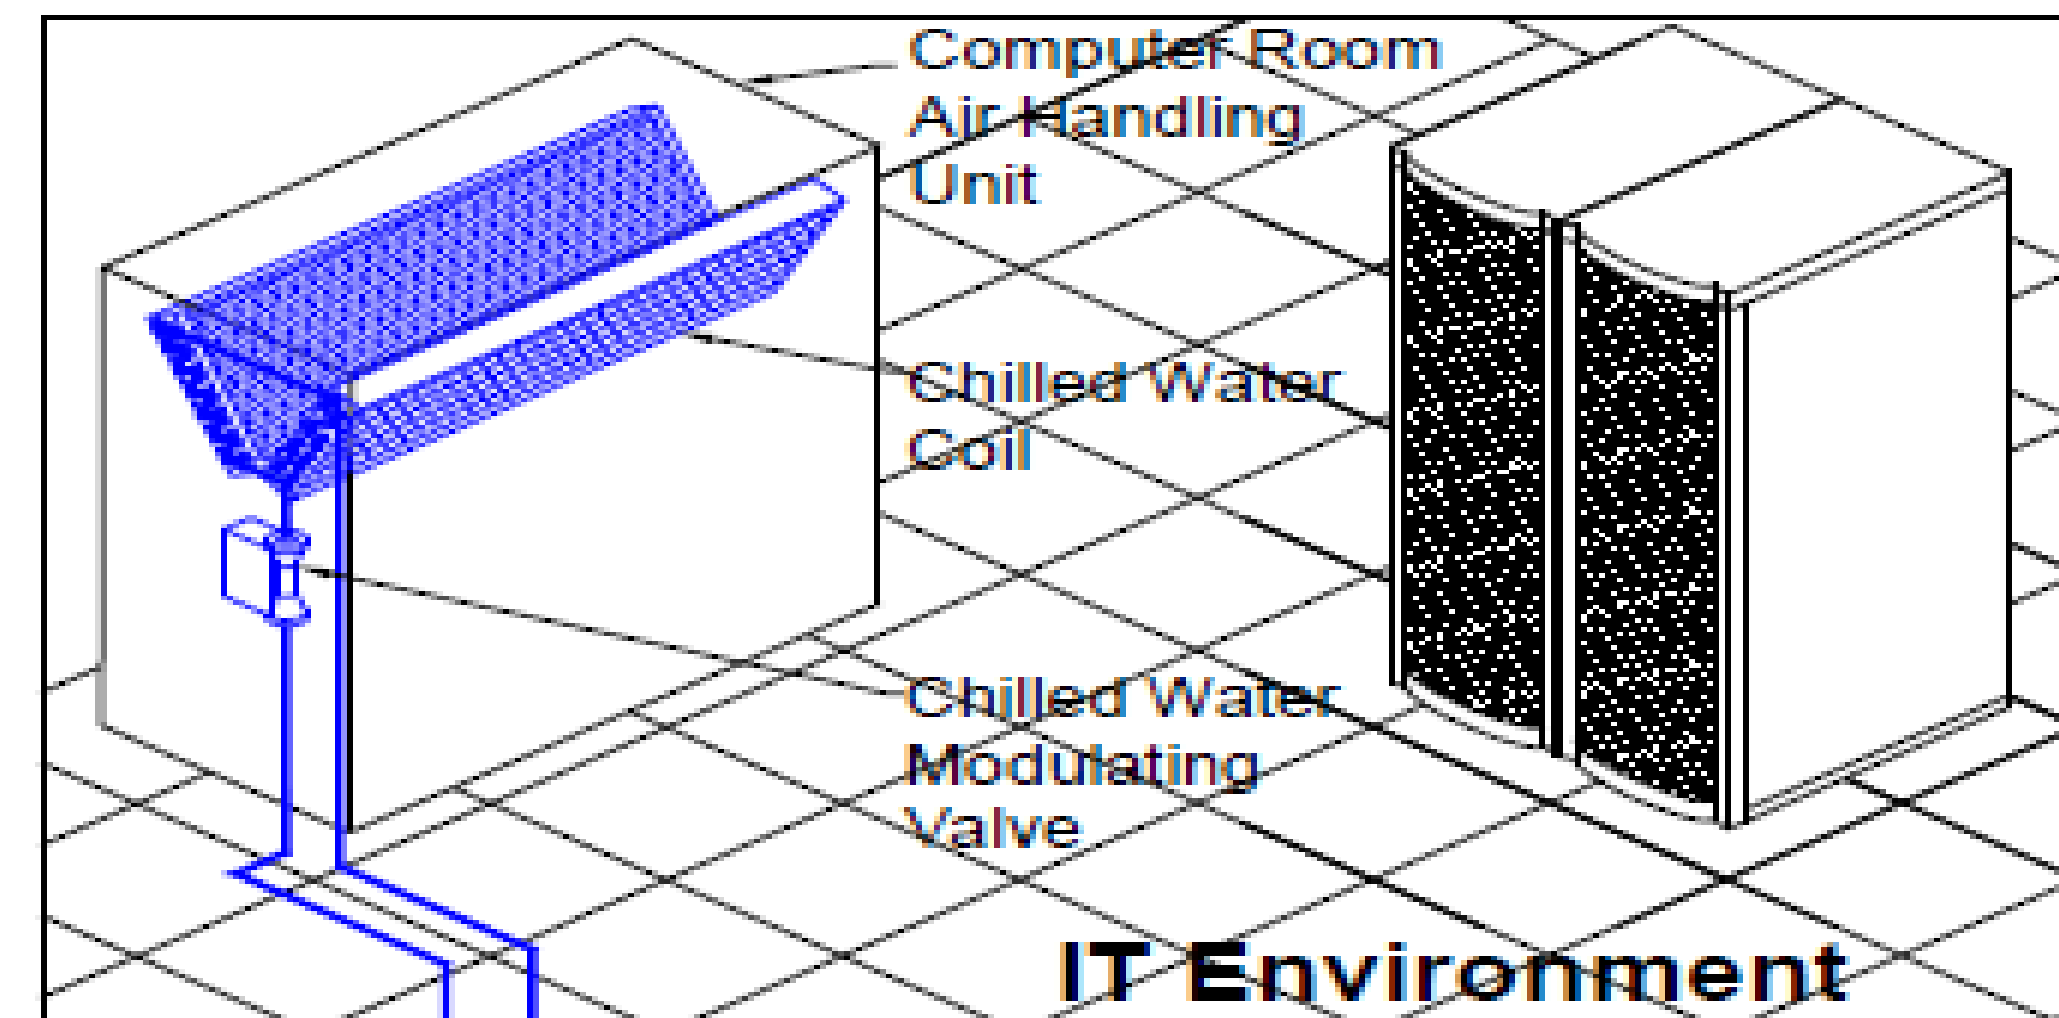 Computer Room
Air Handling
Unit
Chilled Water
Coil
Chilled Water
Modulating
Valve
IT Environment